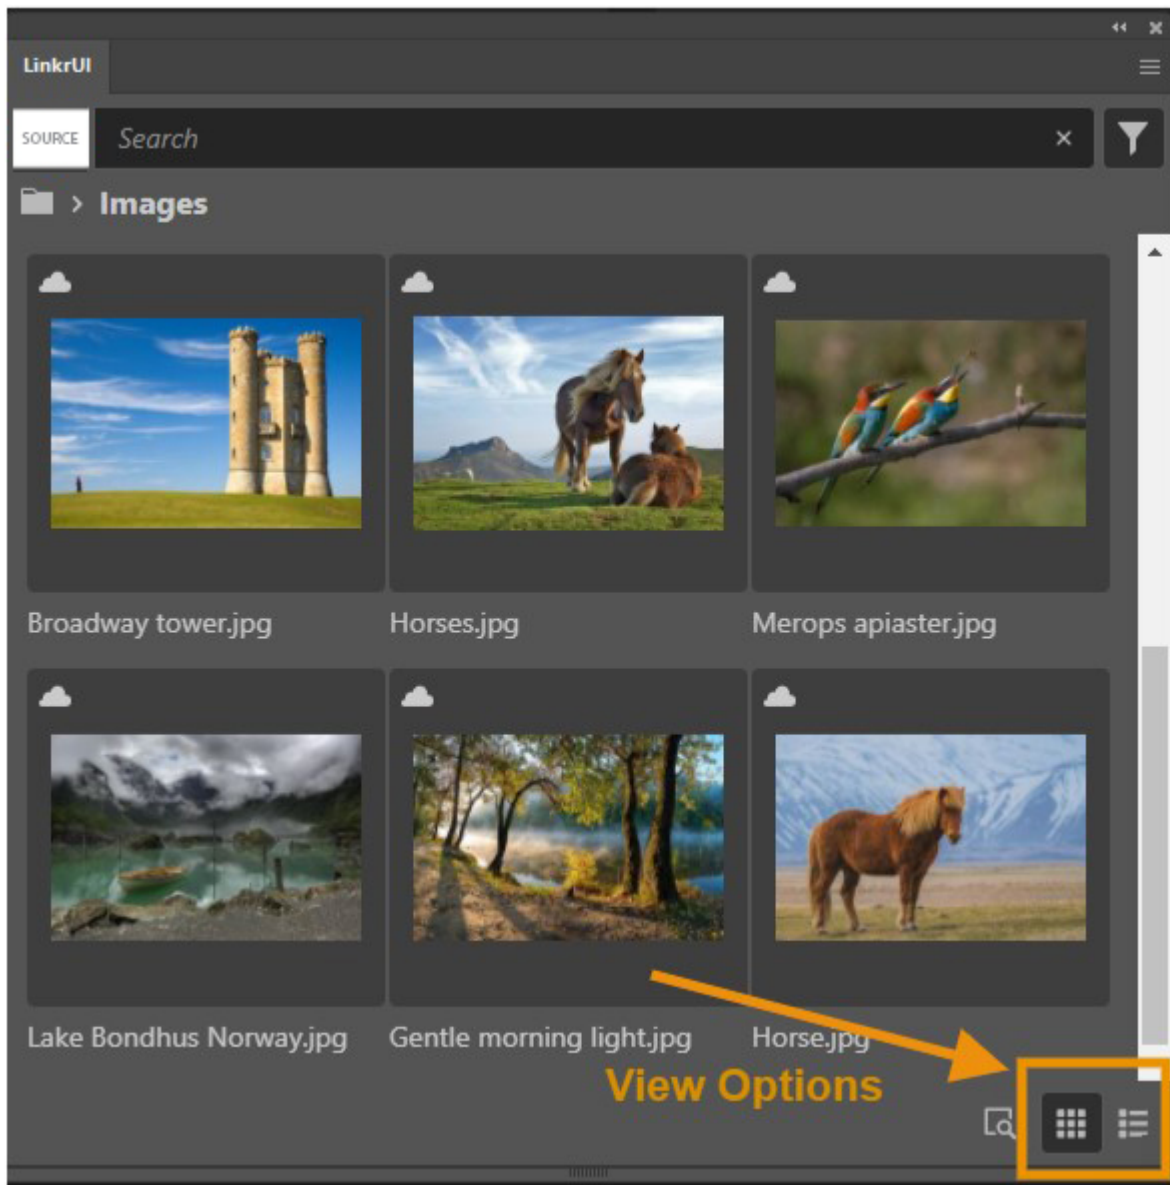 LinkrUI
SOURCE Search
Images
Broadway tower.jpg Horses.jpg Merops apiaster.jpg
Lake Bondhus Norway.jpg Gentle morning light.jpg Horse.jpg
View Options